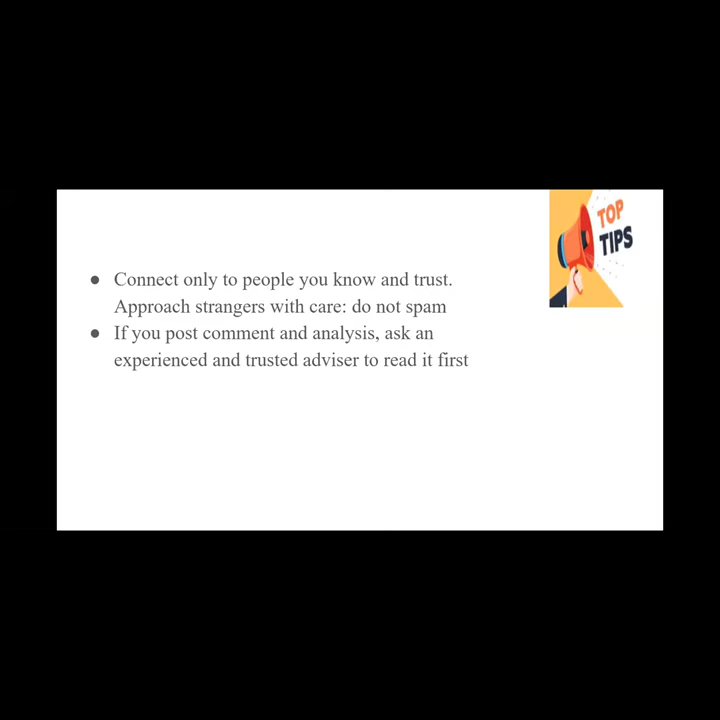 TOP
TIPS
● Connect only to people you know and trust.
Approach strangers with care: do not spam
● If you post comment and analysis, ask an
experienced and trusted adviser to read it first